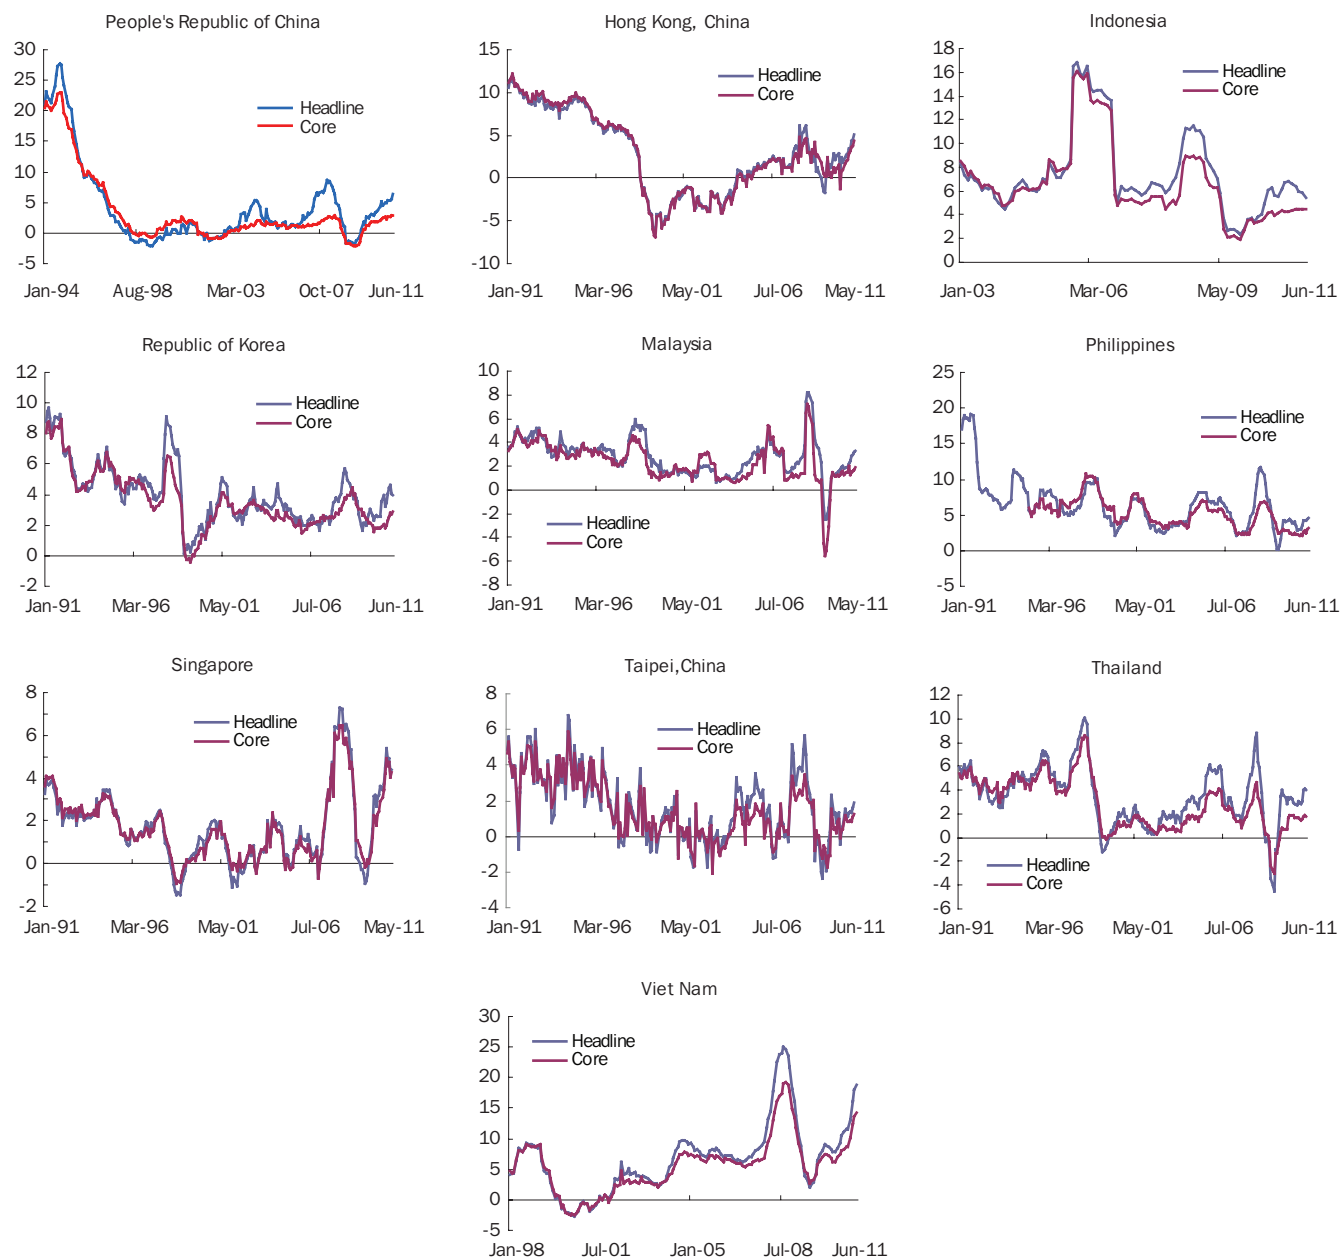 People's Republic of China
30
25
20
15
10
5
0
-5
Headline
Core
Jan-94 Aug-98 Mar-03 Oct-07 Jun-11
Hong Kong, China
15
10
5
0
-5
-10
Headline
Core
Jan-91 Mar-96 May-01 Jul-06 May-11
Indonesia
18
16
14
12
10
8
6
4
2
0
Headline
Core
Jan-03 Mar-06 May-09 Jun-11
Republic of Korea
12
10
8
6
4
2
0
-2
Headline
Core
Jan-91 Mar-96 May-01 Jul-06 Jun-11
Malaysia
10
8
6
4
2
0
-2
-4
-6
-8
Headline
Core
Jan-91 Mar-96 May-01 Jul-06 May-11
Philippines
25
20
15
10
5
0
-5
Headline
Core
Jan-91 Mar-96 May-01 Jul-06 Jun-11
Singapore
8
6
4
2
0
-2
Headline
Core
Jan-91 Mar-96 May-01 Jul-06 May-11
Taipei,China
8
6
4
2
0
-2
-4
Headline
Core
Jan-91 Mar-96 May-01 Jul-06 Jun-11
Thailand
12
10
8
6
4
2
0
-2
-4
-6
Headline
Core
Jan-91 Mar-96 May-01 Jul-06 Jun-11
Viet Nam
30
25
20
15
10
5
0
-5
Headline
Core
Jan-98 Jul-01 Jan-05 Jul-08 Jun-11